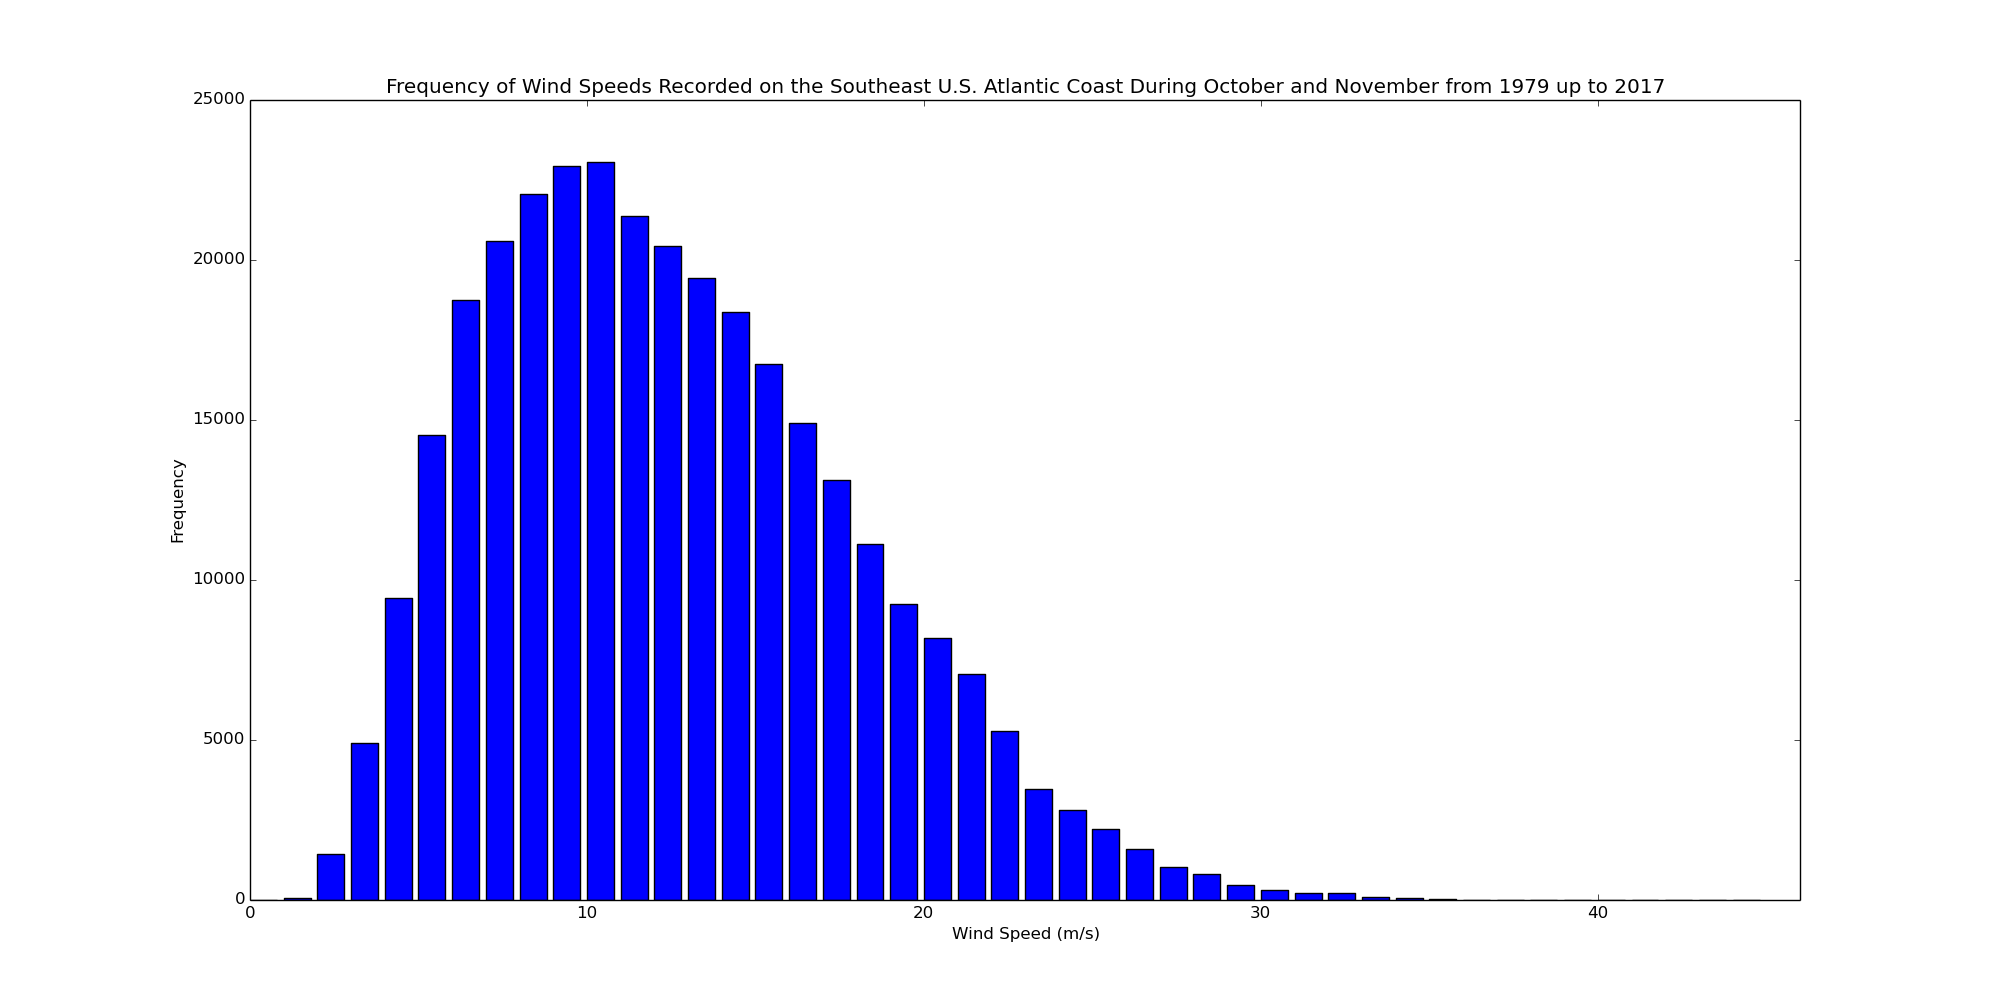 Frequency of Wind Speeds Recorded on the Southeast U.S. Atlantic Coast During October and November from 1979 up to 2017
25000
20000
15000
10000
5000
0
Frequency
0 10 20 30 40
Wind Speed (m/s)